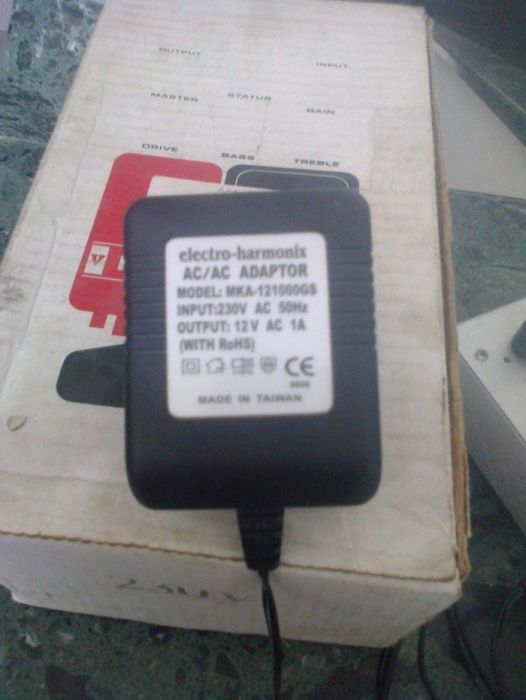 OUTPUT
INPUT
MASTER STATUS GAIN
DRIVE BASS TREBLE
electro-harmonix
AC/AC ADAPTOR
MODEL: MKA-121000GS
INPUT:230V AC 50Hz
OUTPUT: 12V AC 1A
(WITH RoHS)
CE
MADE IN TAIWAN
230V